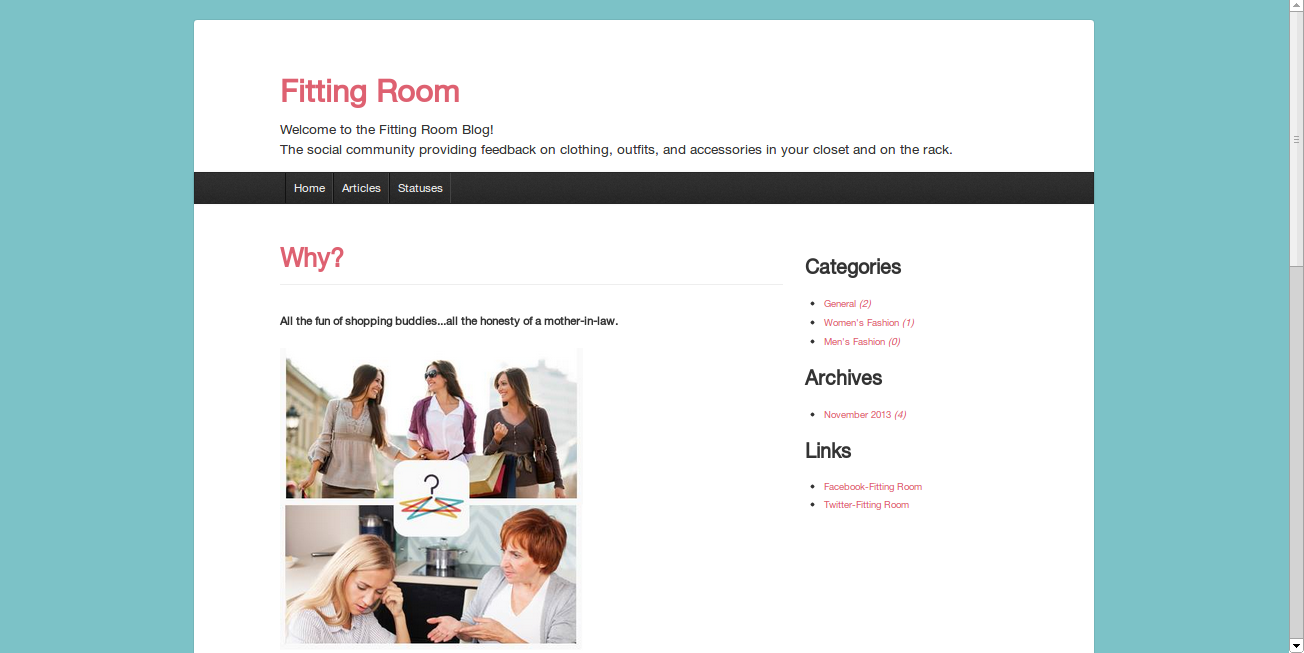 Fitting Room
Welcome to the Fitting Room Blog!
The social community providing feedback on clothing, outfits, and accessories in your closet and on the rack.
Home
Articles
Statuses
Why?
All the fun of shopping buddies...all the honesty of a mother-in-law.
Categories
General (2)
Women's Fashion (1)
Men's Fashion (0)
Archives
November 2013 (4)
Links
Facebook-Fitting Room
Twitter-Fitting Room